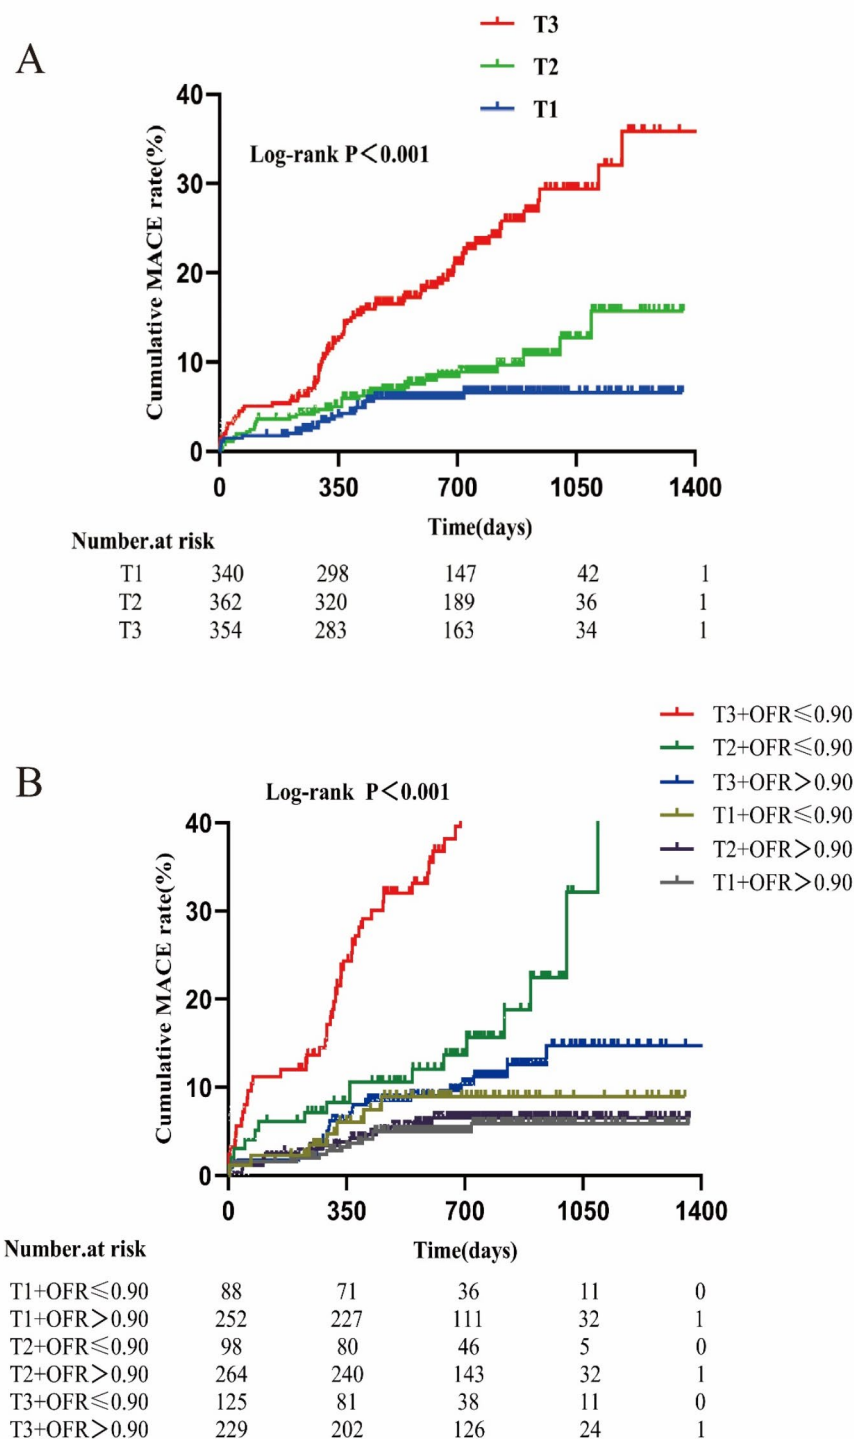 A
T3
T2
T1
Log-rank P＜0.001
Cumulative MACE rate(%)
40
30
20
10
0
0 350 700 1050 1400
Time(days)
Number.at risk
T1 340 298 147 42 1
T2 362 320 189 36 1
T3 354 283 163 34 1
B
T3+OFR≤0.90
T2+OFR≤0.90
T3+OFR＞0.90
T1+OFR≤0.90
T2+OFR＞0.90
T1+OFR＞0.90
Log-rank P＜0.001
Cumulative MACE rate(%)
40
30
20
10
0
0 350 700 1050 1400
Time(days)
Number.at risk
T1+OFR≤0.90 88 71 36 11 0
T1+OFR＞0.90 252 227 111 32 1
T2+OFR≤0.90 98 80 46 5 0
T2+OFR＞0.90 264 240 143 32 1
T3+OFR≤0.90 125 81 38 11 0
T3+OFR＞0.90 229 202 126 24 1